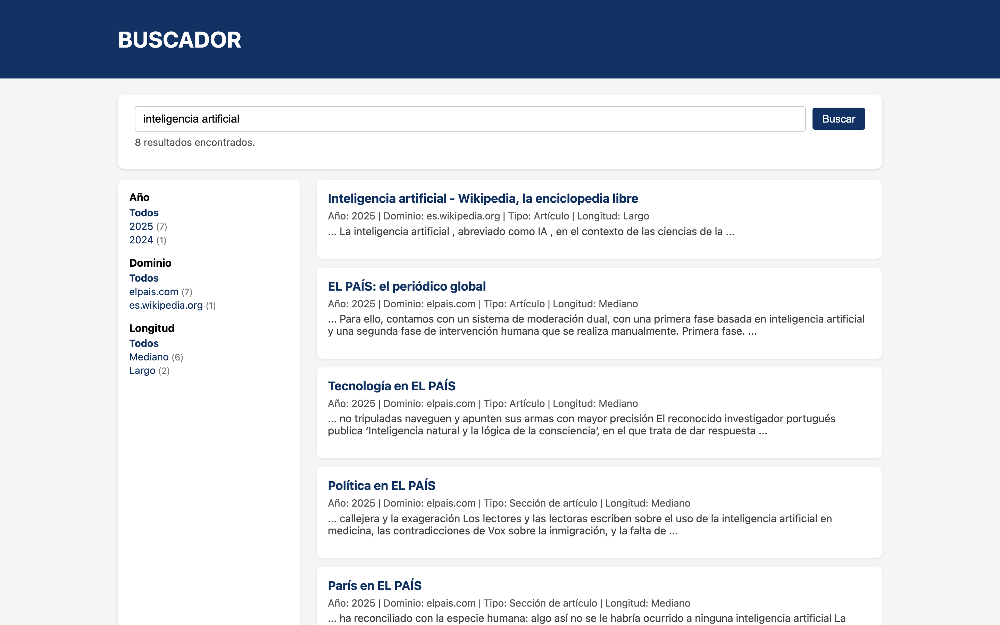 BUSCADOR
inteligencia artificial
Buscar
8 resultados encontrados.
Año
Todos
2025 (7)
2024 (1)
Dominio
Todos
elpais.com (7)
es.wikipedia.org (1)
Longitud
Todos
Mediano (6)
Largo (2)
Inteligencia artificial - Wikipedia, la enciclopedia libre
Año: 2025 | Dominio: es.wikipedia.org | Tipo: Artículo | Longitud: Largo
... La inteligencia artificial , abreviado como IA , en el contexto de las ciencias de la ...
EL PAÍS: el periódico global
Año: 2025 | Dominio: elpais.com | Tipo: Artículo | Longitud: Mediano
... Para ello, contamos con un sistema de moderación dual, con una primera fase basada en inteligencia artificial
y una segunda fase de intervención humana que se realiza manualmente. Primera fase. ...
Tecnología en EL PAÍS
Año: 2025 | Dominio: elpais.com | Tipo: Artículo | Longitud: Mediano
... no tripuladas naveguen y apunten sus armas con mayor precisión El reconocido investigador portugués
publica ‘Inteligencia natural y la lógica de la consciencia’, en el que trata de dar respuesta ...
Política en EL PAÍS
Año: 2025 | Dominio: elpais.com | Tipo: Sección de artículo | Longitud: Mediano
... callejera y la exageración Los lectores y las lectoras escriben sobre el uso de la inteligencia artificial en
medicina, las contradicciones de Vox sobre la inmigración, y la falta de ...
París en EL PAÍS
Año: 2025 | Dominio: elpais.com | Tipo: Sección de artículo | Longitud: Mediano
... ha reconciliado con la especie humana: algo así no se le habría ocurrido a ninguna inteligencia artificial La